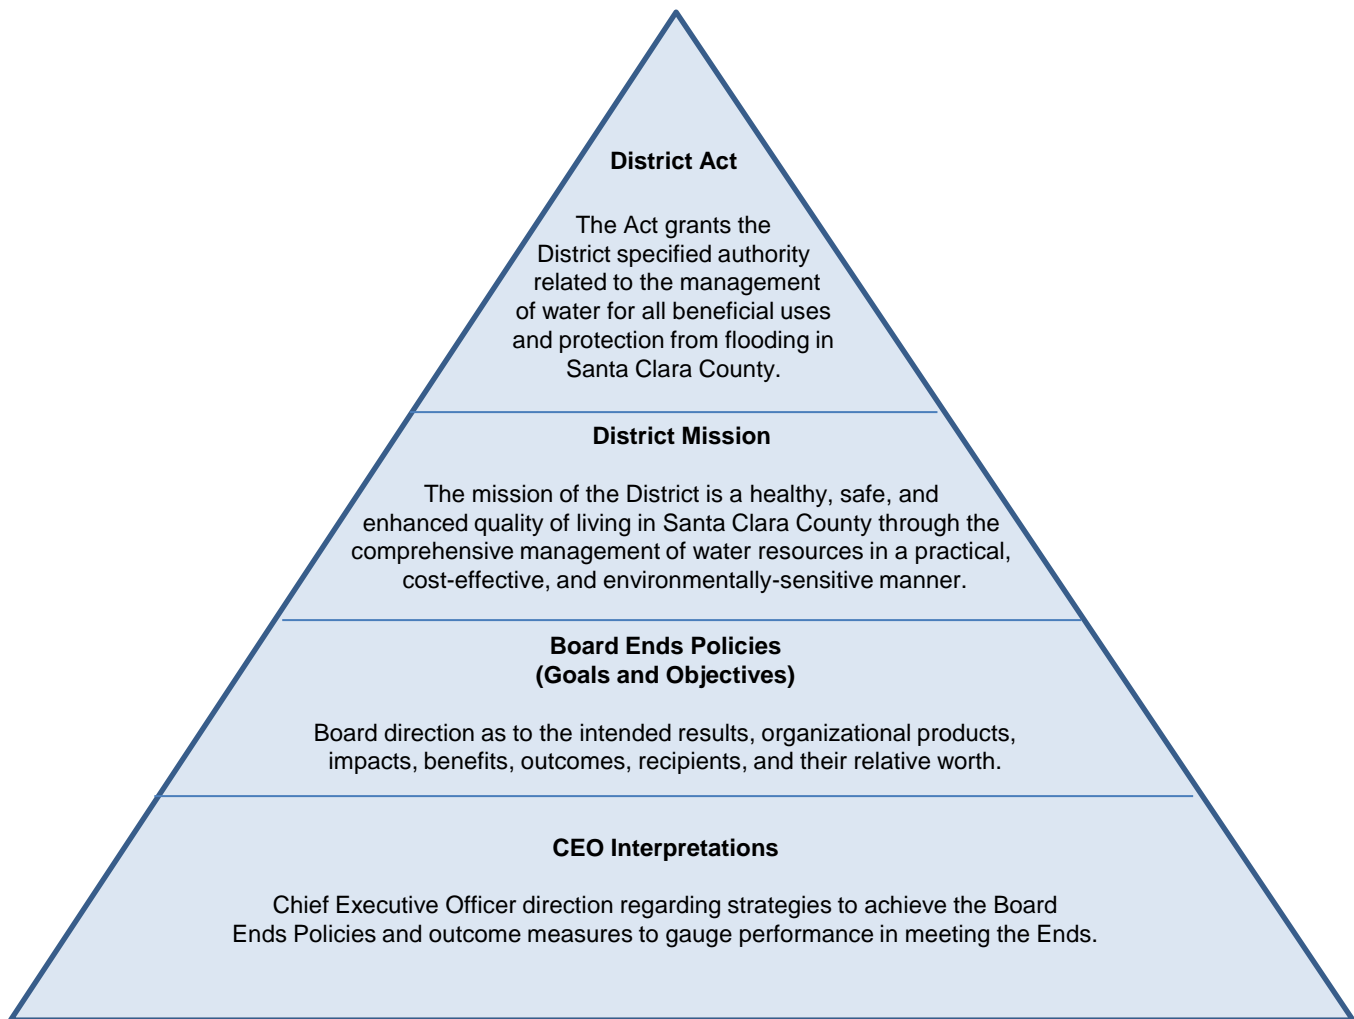 District Act
The Act grants the
District specified authority
related to the management
of water for all beneficial uses
and protection from flooding in
Santa Clara County.
District Mission
The mission of the District is a healthy, safe, and
enhanced quality of living in Santa Clara County through the
comprehensive management of water resources in a practical,
cost-effective, and environmentally-sensitive manner.
Board Ends Policies
(Goals and Objectives)
Board direction as to the intended results, organizational products,
impacts, benefits, outcomes, recipients, and their relative worth.
CEO Interpretations
Chief Executive Officer direction regarding strategies to achieve the Board
Ends Policies and outcome measures to gauge performance in meeting the Ends.